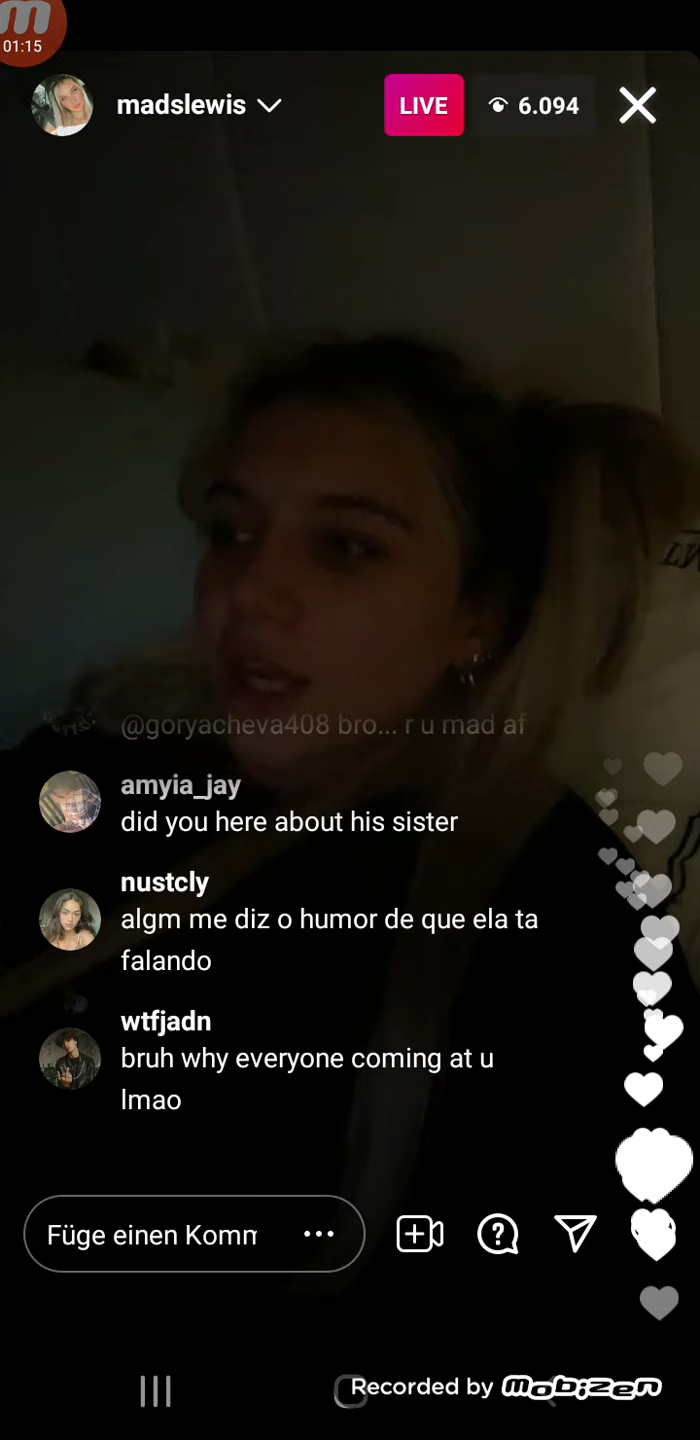 01:15
madslewis
LIVE
6.094
@goryacheva408 bro... r u mad af
amyia_jay
did you here about his sister
nustcly
algm me diz o humor de que ela ta
falando
wtfjadn
bruh why everyone coming at u
lmao
Füge einen Komm
Recorded by mobizen